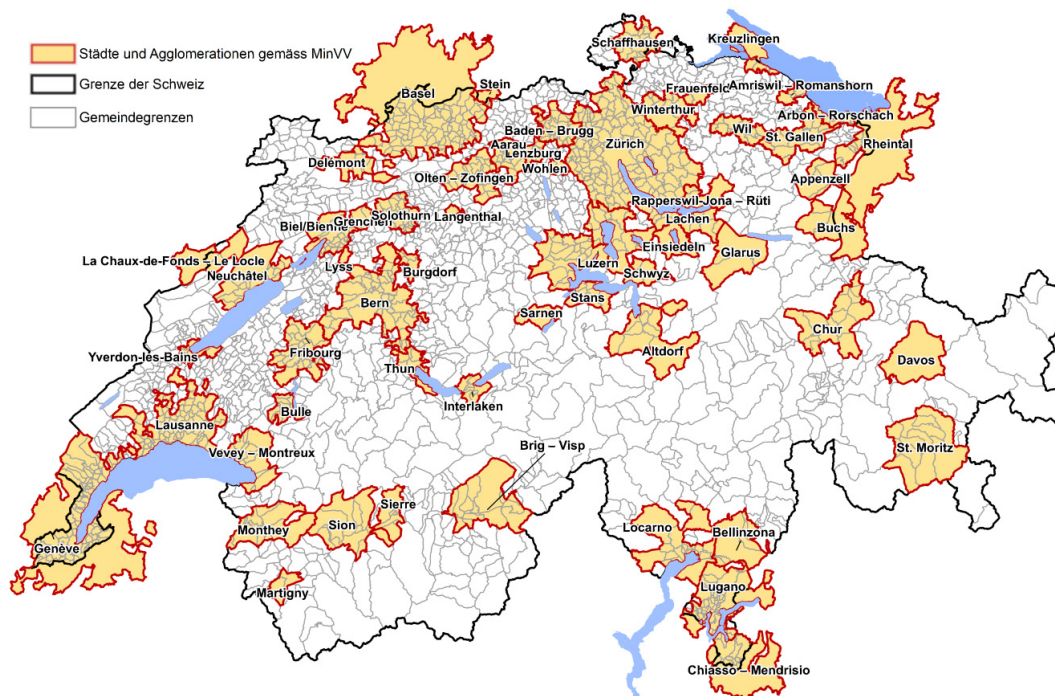 Städte und Agglomerationen gemäss MinVV
Grenze der Schweiz
Gemeindegrenzen
Schaffhausen
Kreuzlingen
Basel
Stein
Frauenfeld
Amriswil – Romanshorn
Winterthur
Arbon – Rorschach
Baden – Brugg
Wil
St. Gallen
Aarau
Zürich
Rheintal
Lenzburg
Delémont
Wohlen
Olten – Zofingen
Appenzell
Rapperswil-Jona – Rüti
Solothurn
Langenthal
Grenchen
Lachen
Biel/Bienne
Buchs
Einsiedeln
Glarus
La Chaux-de-Fonds – Le Locle
Lyss
Burgdorf
Luzern
Schwyz
Neuchâtel
Stans
Bern
Sarnen
Chur
Altdorf
Fribourg
Yverdon-les-Bains
Davos
Thun
Interlaken
Bulle
Lausanne
Brig – Visp
St. Moritz
Vevey – Montreux
Sierre
Locarno
Monthey
Sion
Bellinzona
Genève
Lugano
Martigny
Chiasso – Mendrisio